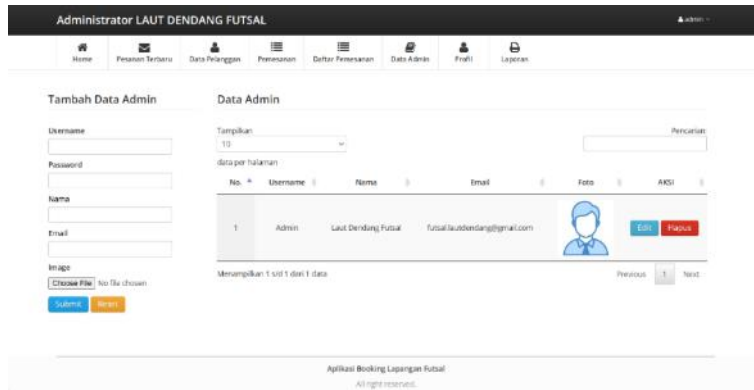 Administrator LAUT DENDANG FUTSAL
admin
Home
Pesanan Terbaru
Data Pelanggan
Pemesanan
Daftar Pemesanan
Data Admin
Profil
Laporan
Tambah Data Admin
Username
Password
Nama
Email
Image
Choose File No file chosen
Submit Reset
Data Admin
Tampilkan
10
data per halaman
Pencarian:
No. Username Nama Email Foto AKSI
1 Admin Laut Dendang Futsal futsal.lautdendang@gmail.com Edit Hapus
Menampilkan 1 s/d 1 dari 1 data
Previous 1 Next
Aplikasi Booking Lapangan Futsal
All right reserved.